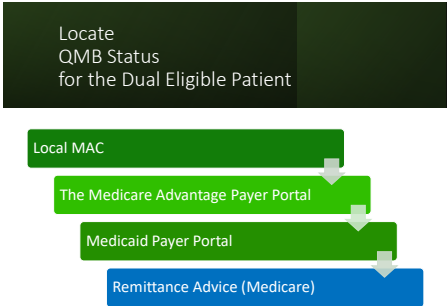 Locate
QMB Status
for the Dual Eligible Patient
Local MAC
The Medicare Advantage Payer Portal
Medicaid Payer Portal
Remittance Advice (Medicare)